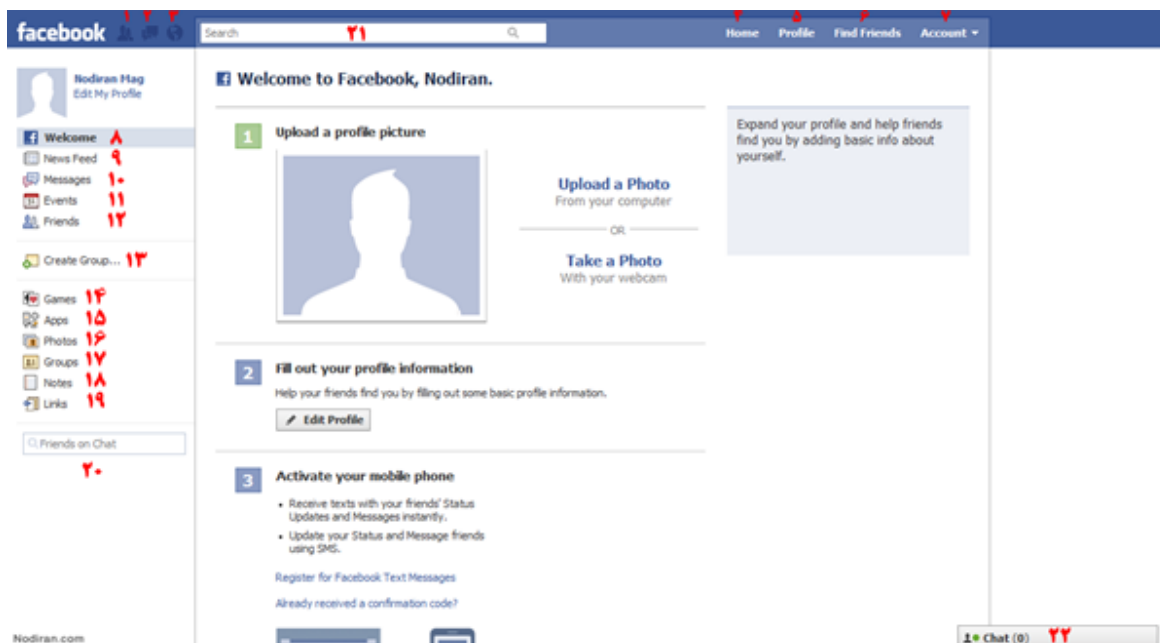 ۱ ۲ ۳ ۴ ۵ ۶ ۷
facebook Search ۲۱ Home Profile Find Friends Account
Nodiran Mag
Edit My Profile
Welcome ۸
News Feed ۹
Messages ۱۰
Events ۱۱
Friends ۱۲
Create Group... ۱۳
Games ۱۴
Apps ۱۵
Photos ۱۶
Groups ۱۷
Notes ۱۸
Links ۱۹
Friends on Chat
۲۰
Welcome to Facebook, Nodiran.
1 Upload a profile picture
Upload a Photo
From your computer
OR
Take a Photo
With your webcam
2 Fill out your profile information
Help your friends find you by filling out some basic profile information.
Edit Profile
3 Activate your mobile phone
• Receive texts with your friends' Status
Updates and Messages instantly.
• Update your Status and Message friends
using SMS.
Register for Facebook Text Messages
Already received a confirmation code?
Expand your profile and help friends
find you by adding basic info about
yourself.
Nodiran.com
Chat (0) ۲۲